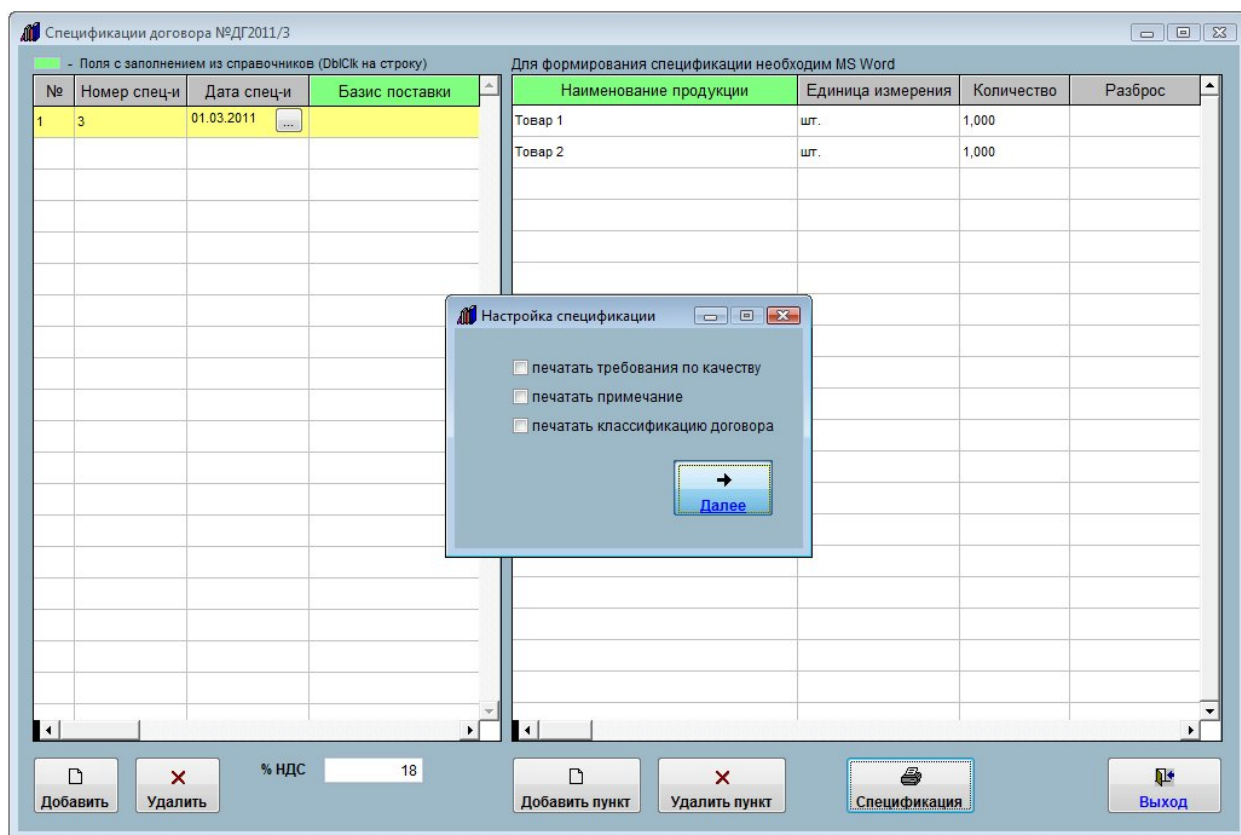 Спецификации договора №ДГ2011/3
- Поля с заполнением из справочников (DblClk на строку)
Для формирования спецификации необходим MS Word
№ Номер спец-и Дата спец-и Базис поставки
Наименование продукции Единица измерения Количество Разброс
1 3 01.03.2011 ...
Товар 1 шт. 1,000
Товар 2 шт. 1,000
Настройка спецификации
печатать требования по качеству
печатать примечание
печатать классификацию договора
Далее
% НДС 18
Добавить Удалить Добавить пункт Удалить пункт Спецификация Выход